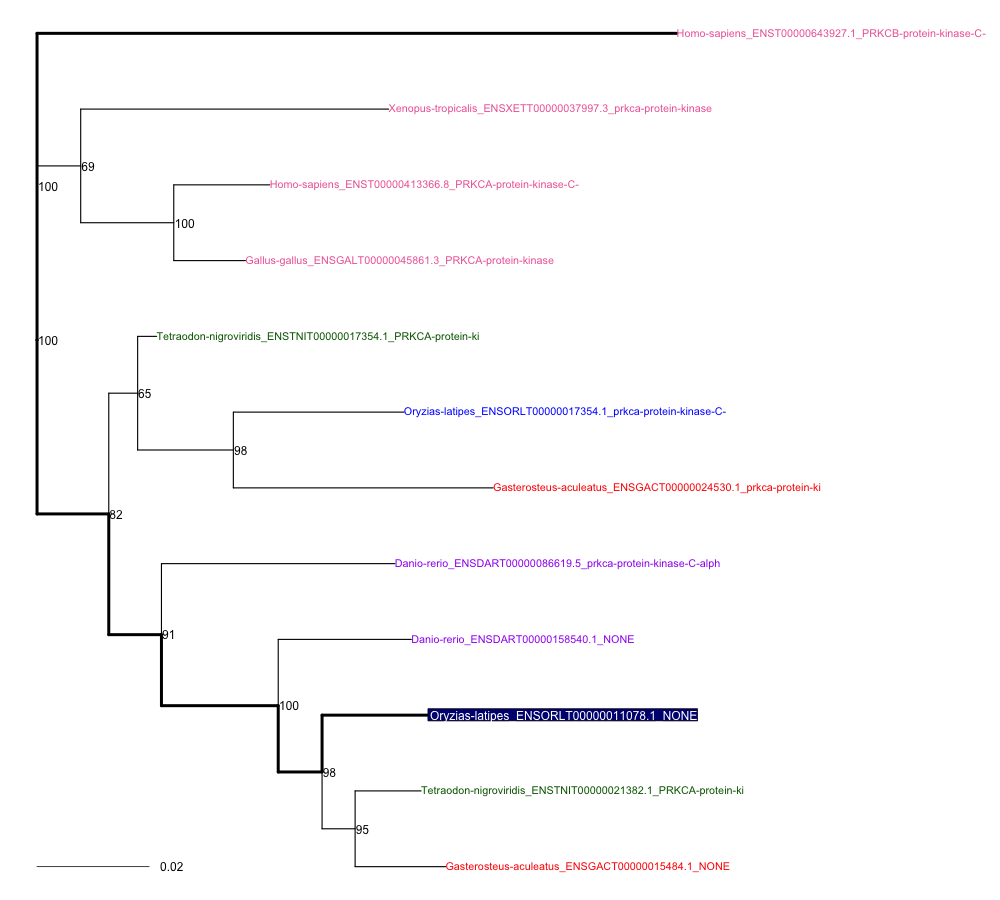 Homo-sapiens_ENST00000643927.1_PRKCB-protein-kinase-C-
Xenopus-tropicalis_ENSXETT00000037997.3_prkca-protein-kinase
69
Homo-sapiens_ENST00000413366.8_PRKCA-protein-kinase-C-
100
100
Gallus-gallus_ENSGALT00000045861.3_PRKCA-protein-kinase
Tetraodon-nigroviridis_ENSTNIT00000017354.1_PRKCA-protein-ki
100
65
Oryzias-latipes_ENSORLT00000017354.1_prkca-protein-kinase-C-
98
Gasterosteus-aculeatus_ENSGACT00000024530.1_prkca-protein-ki
82
Danio-rerio_ENSDART00000086619.5_prkca-protein-kinase-C-alph
91
Danio-rerio_ENSDART00000158540.1_NONE
100
Oryzias-latipes_ENSORLT00000011078.1_NONE
98
Tetraodon-nigroviridis_ENSTNIT00000021382.1_PRKCA-protein-ki
95
Gasterosteus-aculeatus_ENSGACT00000015484.1_NONE
0.02